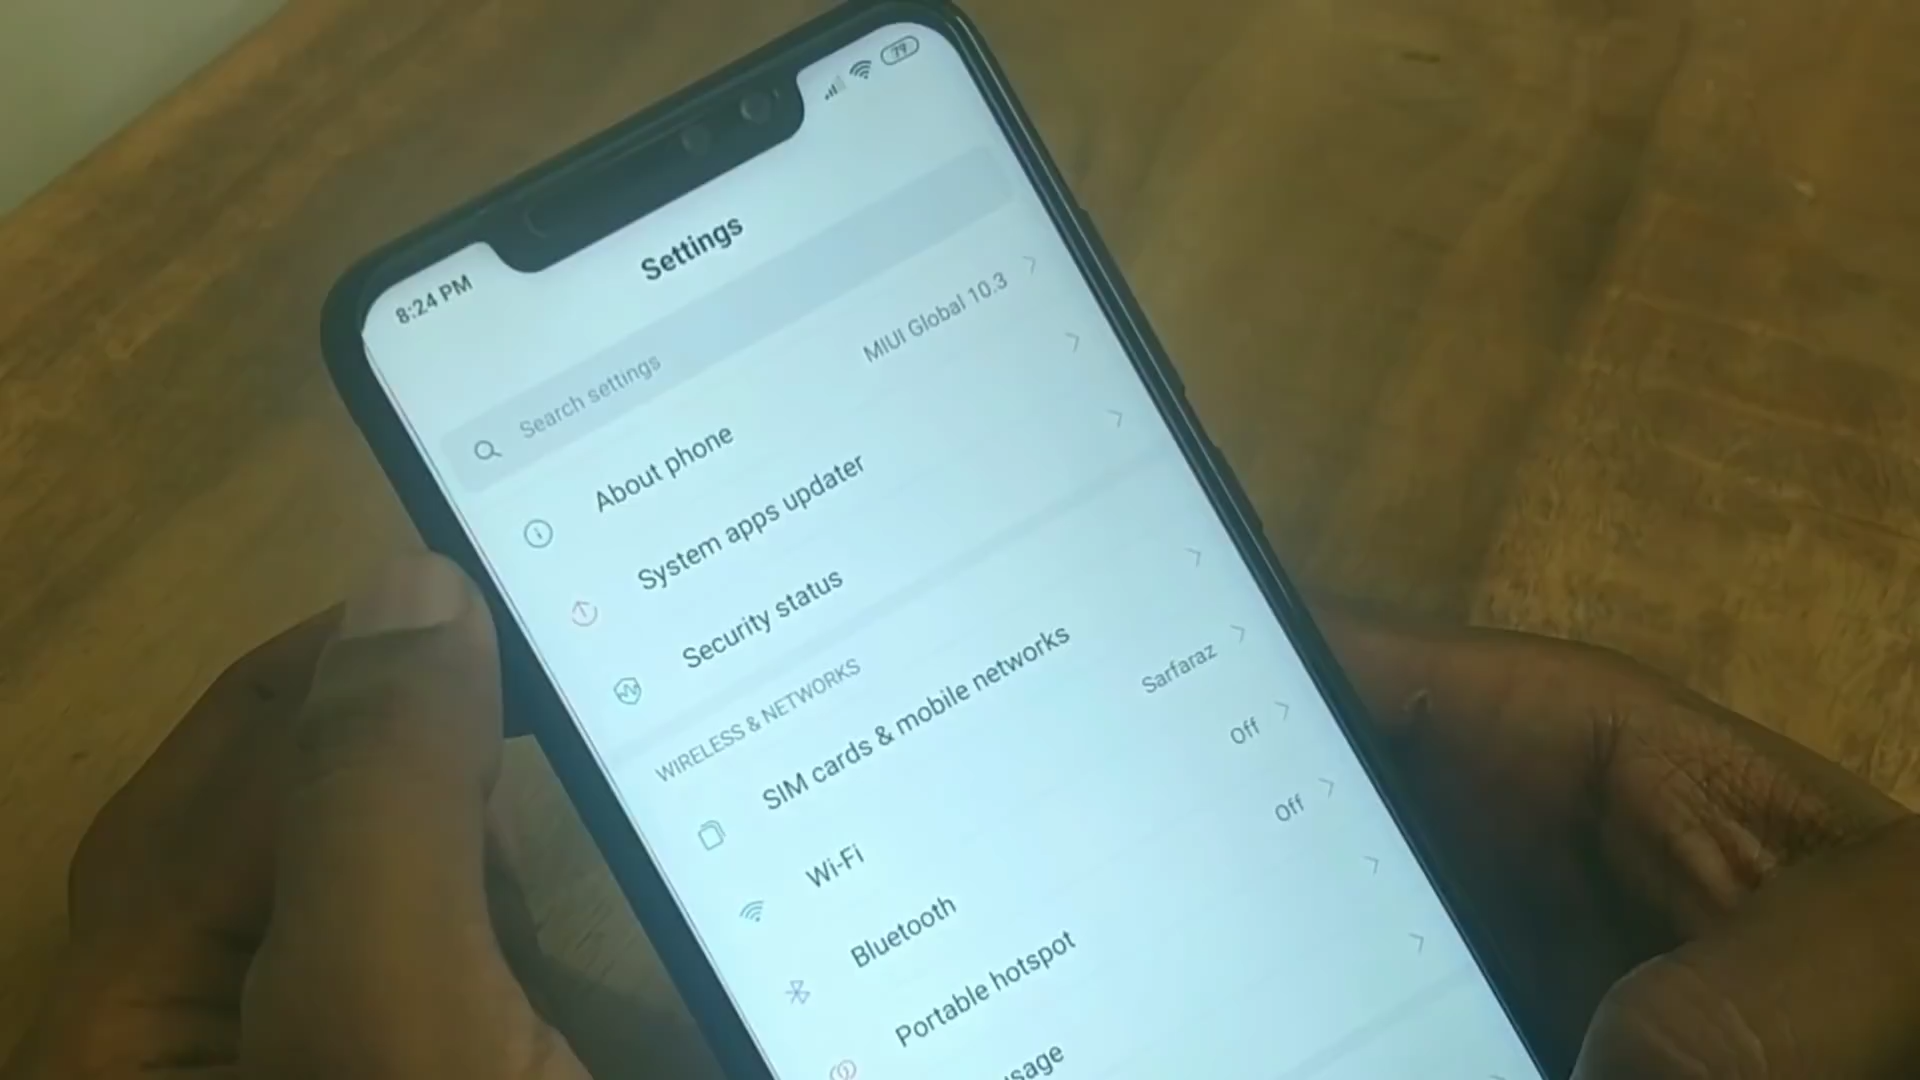 8:24 PM
79
Settings
Search settings
About phone
MIUI Global 10.3
System apps updater
Security status
WIRELESS & NETWORKS
SIM cards & mobile networks
Wi-Fi
Sarfaraz
Bluetooth
Off
Portable hotspot
Off